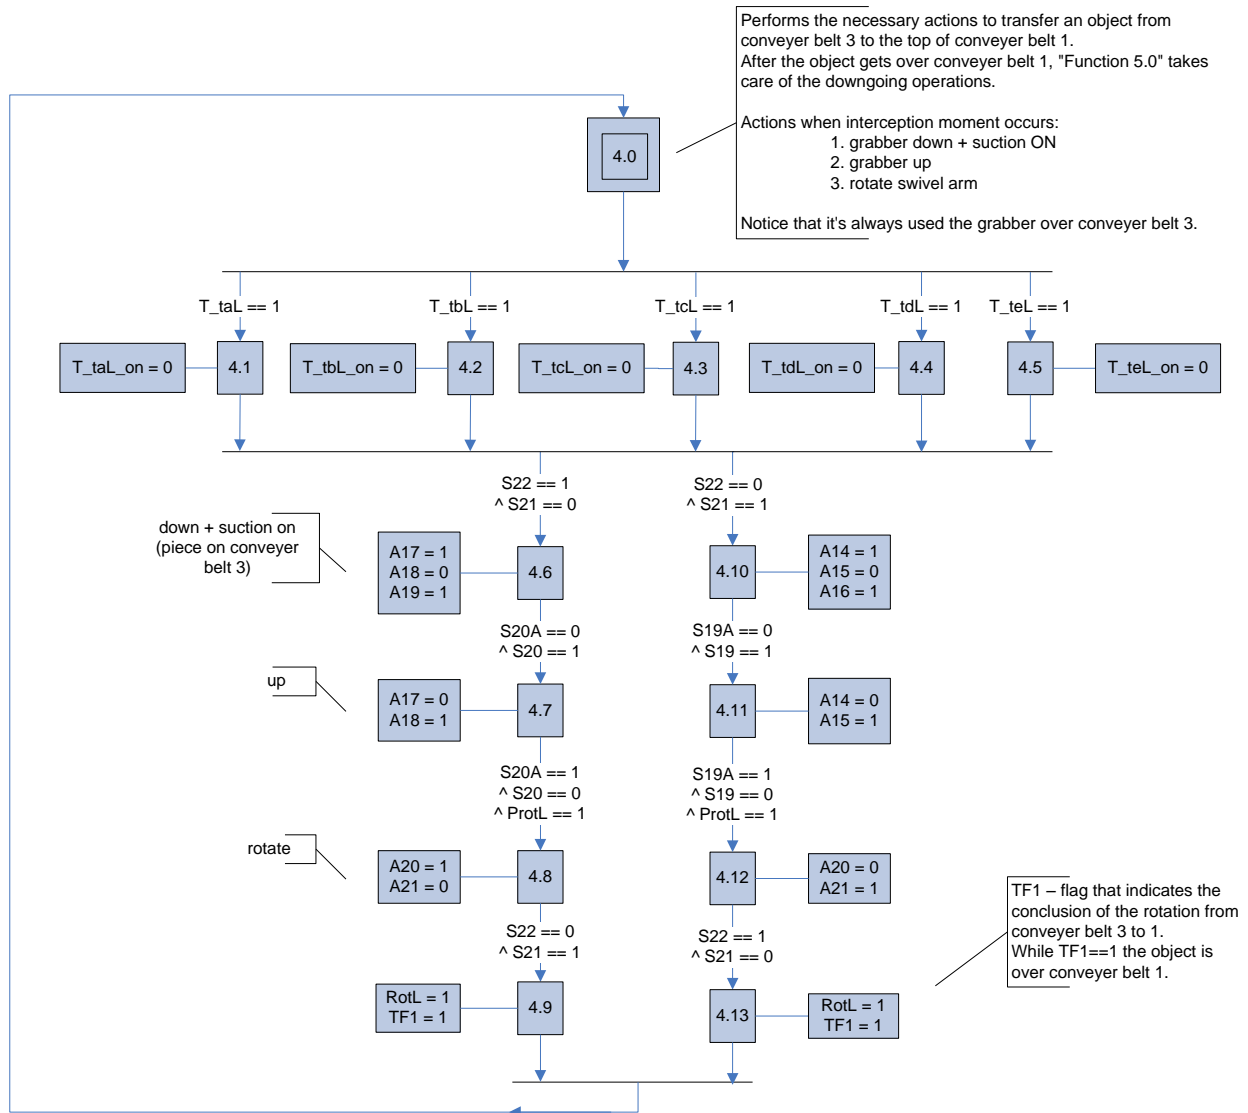 Performs the necessary actions to transfer an object from
conveyer belt 3 to the top of conveyer belt 1.
After the object gets over conveyer belt 1, "Function 5.0" takes
care of the downgoing operations.
Actions when interception moment occurs:
1. grabber down + suction ON
2. grabber up
3. rotate swivel arm
Notice that it's always used the grabber over conveyer belt 3.
4.0
T_taL == 1
T_tbL == 1
T_tcL == 1
T_tdL == 1
T_teL == 1
T_taL_on = 0
4.1
T_tbL_on = 0
4.2
T_tcL_on = 0
4.3
T_tdL_on = 0
4.4
4.5
T_teL_on = 0
S22 == 1
^ S21 == 0
S22 == 0
^ S21 == 1
down + suction on
(piece on conveyer
belt 3)
A17 = 1
A18 = 0
A19 = 1
4.6
4.10
A14 = 1
A15 = 0
A16 = 1
S20A == 0
^ S20 == 1
S19A == 0
^ S19 == 1
up
A17 = 0
A18 = 1
4.7
4.11
A14 = 0
A15 = 1
S20A == 1
^ S20 == 0
^ ProtL == 1
S19A == 1
^ S19 == 0
^ ProtL == 1
rotate
A20 = 1
A21 = 0
4.8
4.12
A20 = 0
A21 = 1
S22 == 0
^ S21 == 1
S22 == 1
^ S21 == 0
TF1 – flag that indicates the
conclusion of the rotation from
conveyer belt 3 to 1.
While TF1==1 the object is
over conveyer belt 1.
RotL = 1
TF1 = 1
4.9
4.13
RotL = 1
TF1 = 1